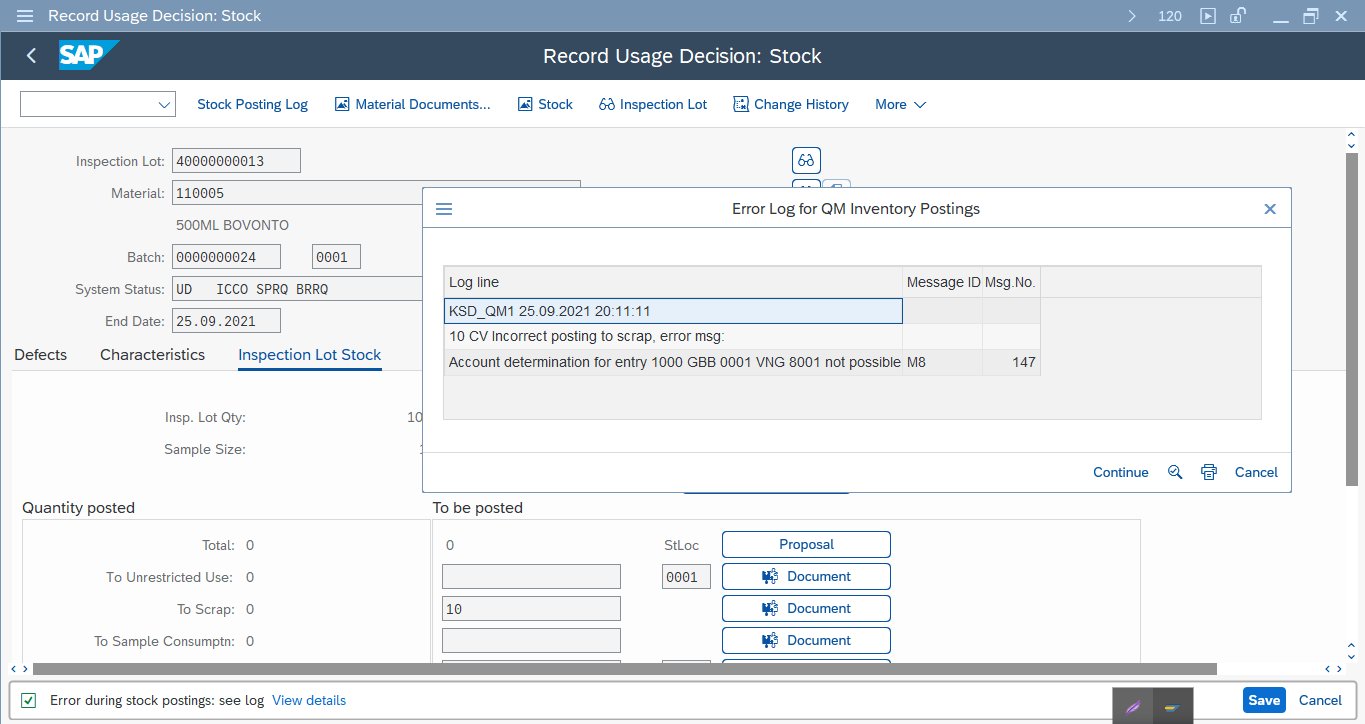 Record Usage Decision: Stock
120
SAP
Record Usage Decision: Stock
Stock Posting Log Material Documents... Stock Inspection Lot Change History More
Inspection Lot: 40000000013
Material: 110005
500ML BOVONTO
Batch: 0000000024 0001
System Status: UD ICCO SPRQ BRRQ
End Date: 25.09.2021
Defects Characteristics Inspection Lot Stock
Insp. Lot Qty: 10
Sample Size:
Error Log for QM Inventory Postings
Log line Message ID Msg.No.
KSD_QM1 25.09.2021 20:11:11
10 CV Incorrect posting to scrap, error msg:
Account determination for entry 1000 GBB 0001 VNG 8001 not possible M8 147
Continue Cancel
Quantity posted To be posted
Total: 0 0 StLoc Proposal
To Unrestricted Use: 0 0001 Document
To Scrap: 0 10 Document
To Sample Consumptn: 0 Document
Error during stock postings: see log View details Save Cancel